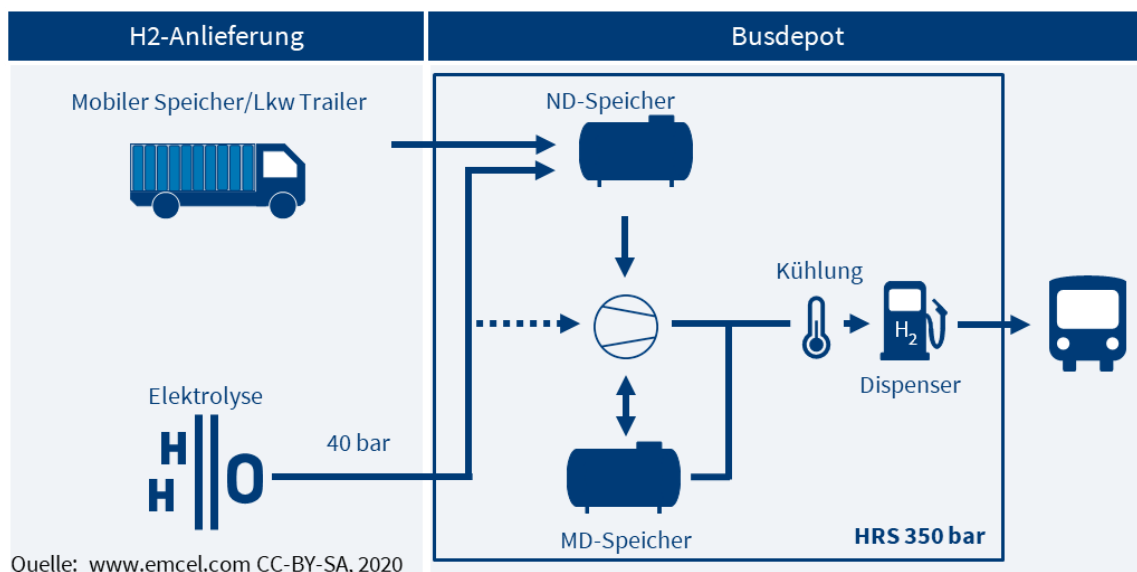 H2-Anlieferung
Busdepot
Mobiler Speicher/Lkw Trailer
ND-Speicher
Kühlung
H2
Dispenser
Elektrolyse
H
H
O
40 bar
MD-Speicher
HRS 350 bar
Quelle: www.emcel.com CC-BY-SA, 2020